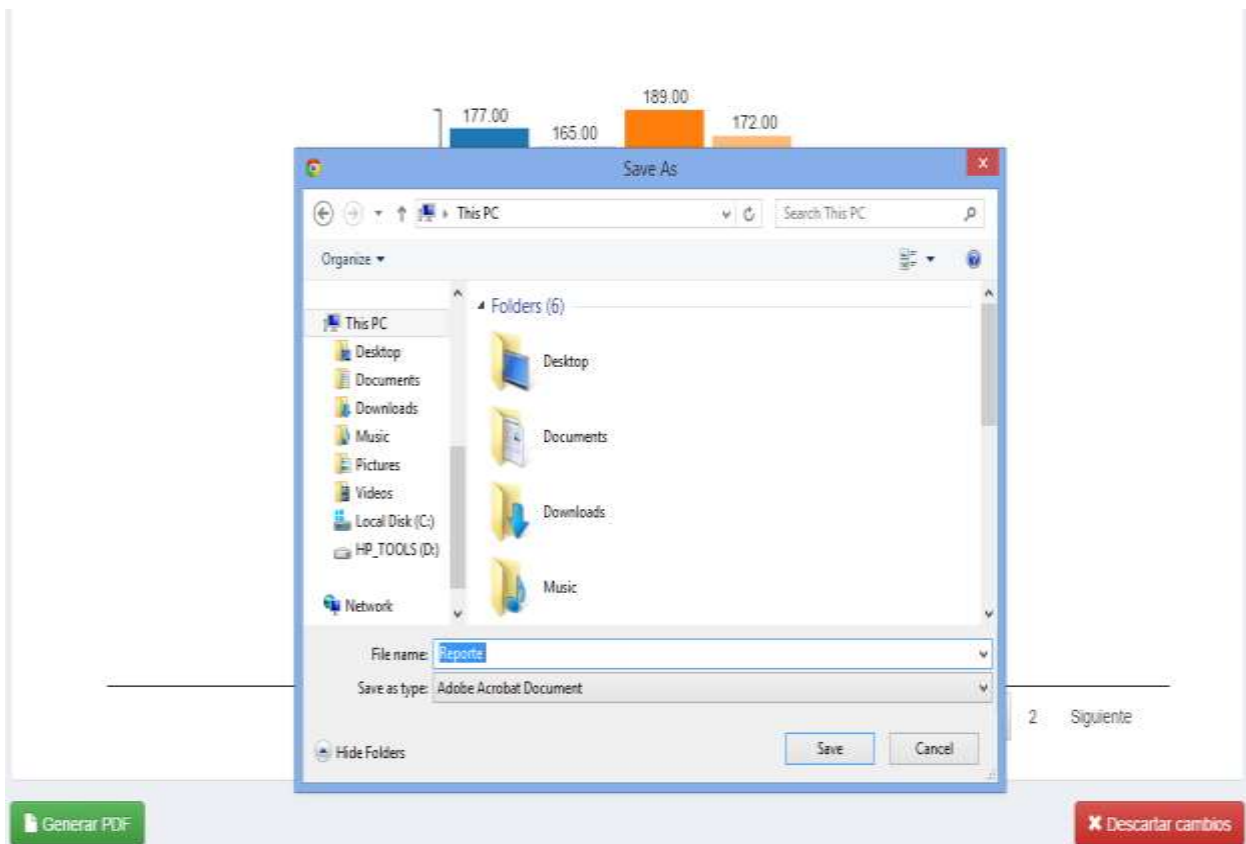 189.00
177.00
172.00
165.00
Save As
x
This PC
Search This PC
Organize
This PC
Desktop
Documents
Downloads
Music
Pictures
Videos
Local Disk (C:)
HP_TOOLS (D:)
Network
Folders (6)
Desktop
Documents
Downloads
Music
File name: Reporte
Save as type: Adobe Acrobat Document
2 Siguiente
Hide Folders
Save
Cancel
Generar PDF
Descartar cambios